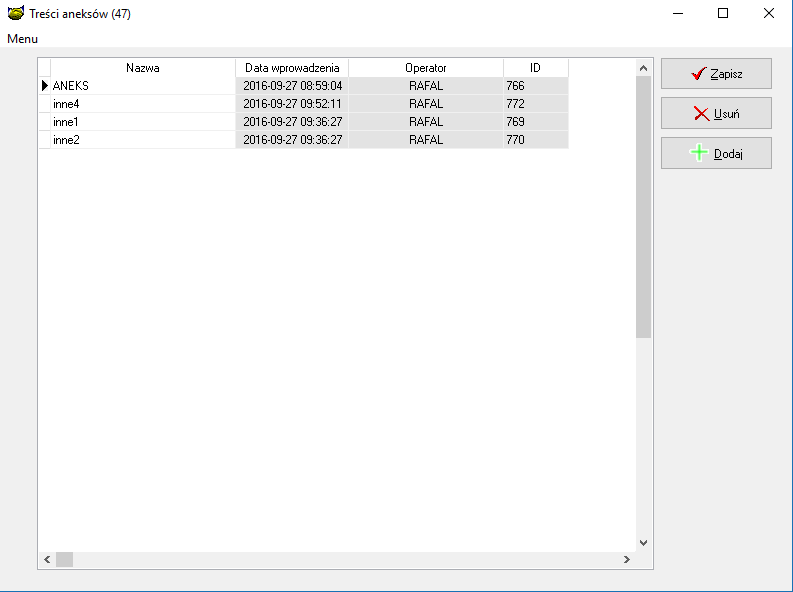 Treści aneksów (47)
Menu
Nazwa Data wprowadzenia Operator ID
ANEKS 2016-09-27 08:59:04 RAFAL 766
inne4 2016-09-27 09:52:11 RAFAL 772
inne1 2016-09-27 09:36:27 RAFAL 769
inne2 2016-09-27 09:36:27 RAFAL 770
Zapisz
Usuń
Dodaj